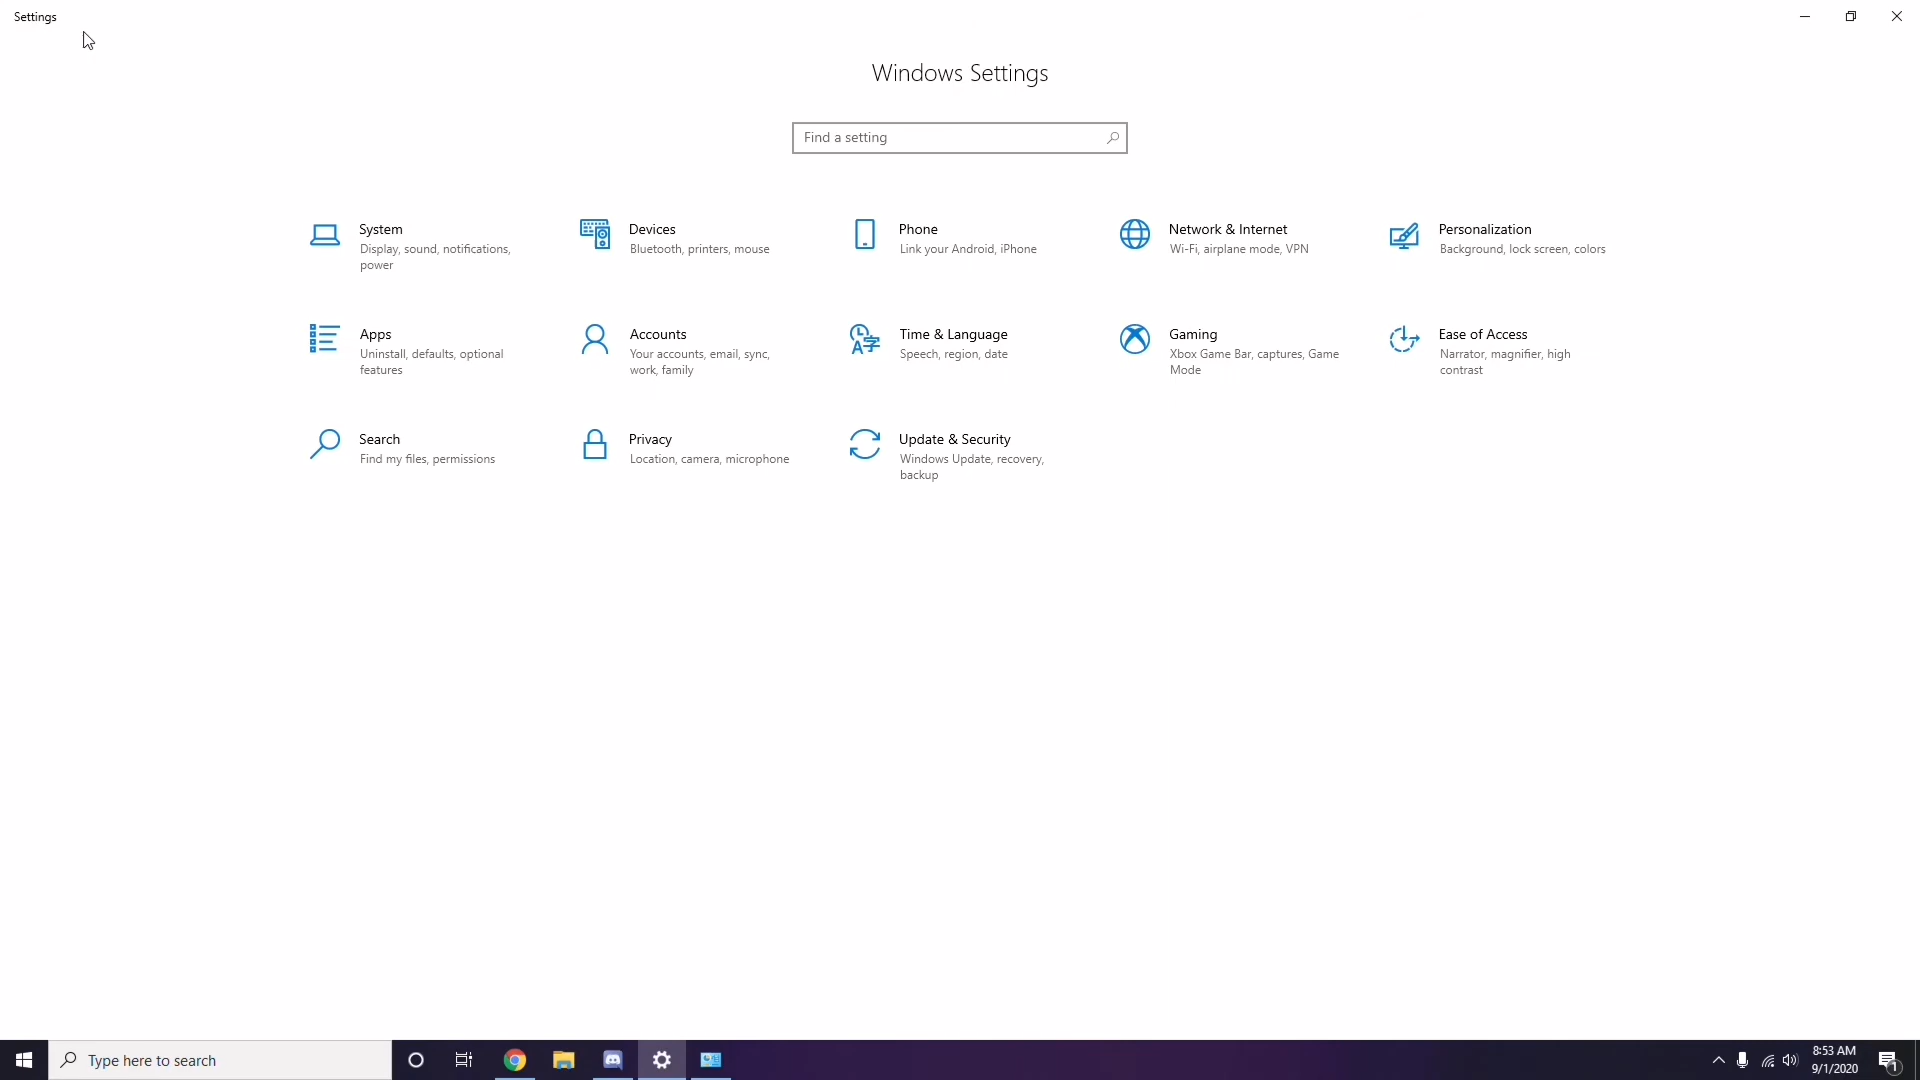 Settings
Windows Settings
Find a setting
System
Display, sound, notifications,
power
Devices
Bluetooth, printers, mouse
Phone
Link your Android, iPhone
Network & Internet
Wi-Fi, airplane mode, VPN
Personalization
Background, lock screen, colors
Apps
Uninstall, defaults, optional
features
Accounts
Your accounts, email, sync,
work, family
Time & Language
Speech, region, date
Gaming
Xbox Game Bar, captures, Game
Mode
Ease of Access
Narrator, magnifier, high
contrast
Search
Find my files, permissions
Privacy
Location, camera, microphone
Update & Security
Windows Update, recovery,
backup
Type here to search
8:53 AM
9/1/2020
1